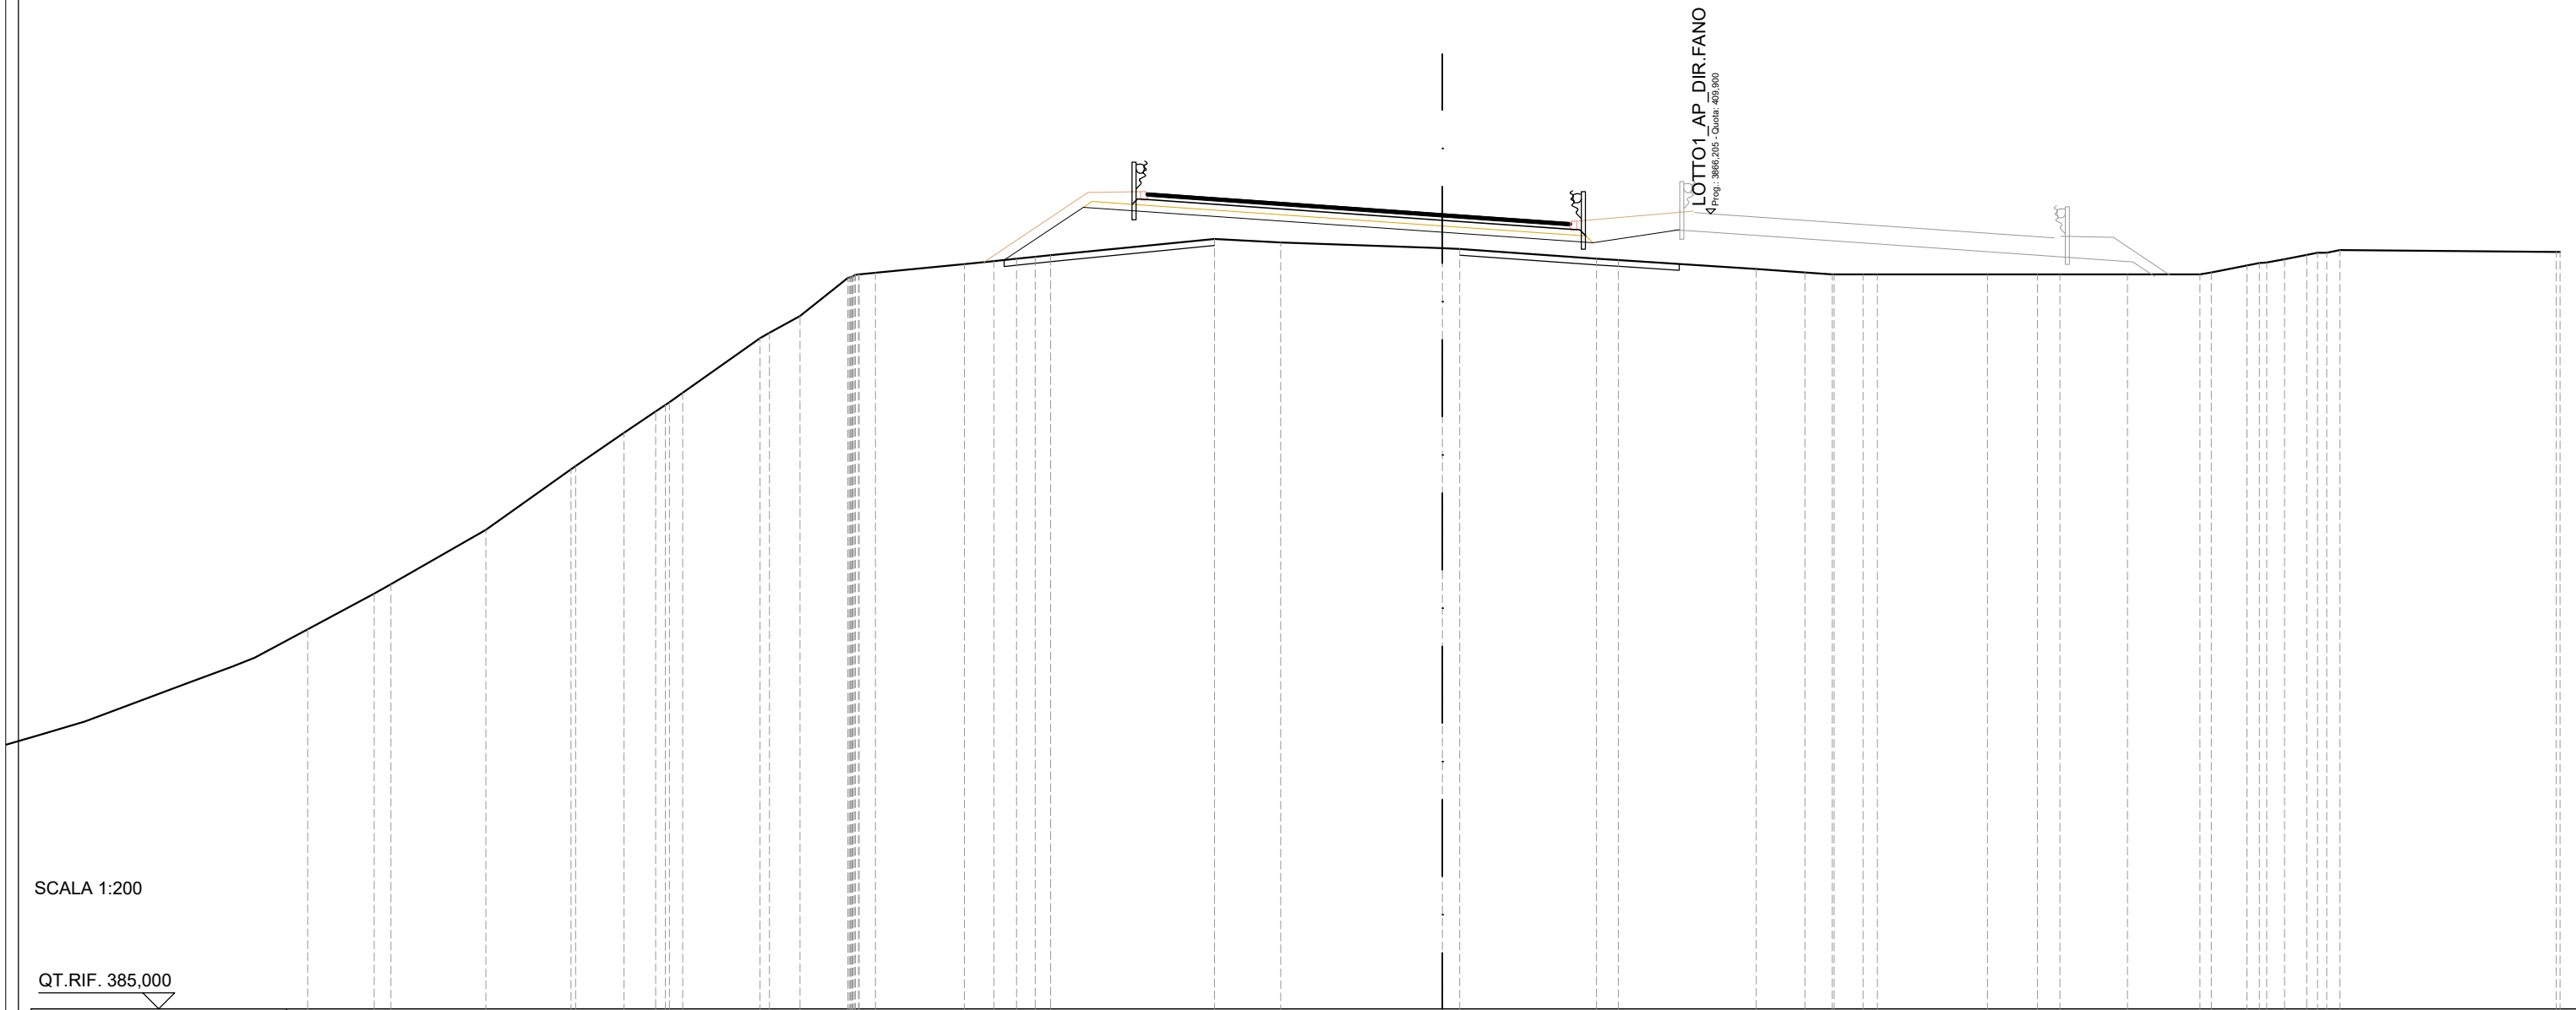 LOTTO1_AP_DIR.FANO
Prog.: 3866,205 - Quota: 409,900
SCALA 1:200
QT.RIF. 385,000